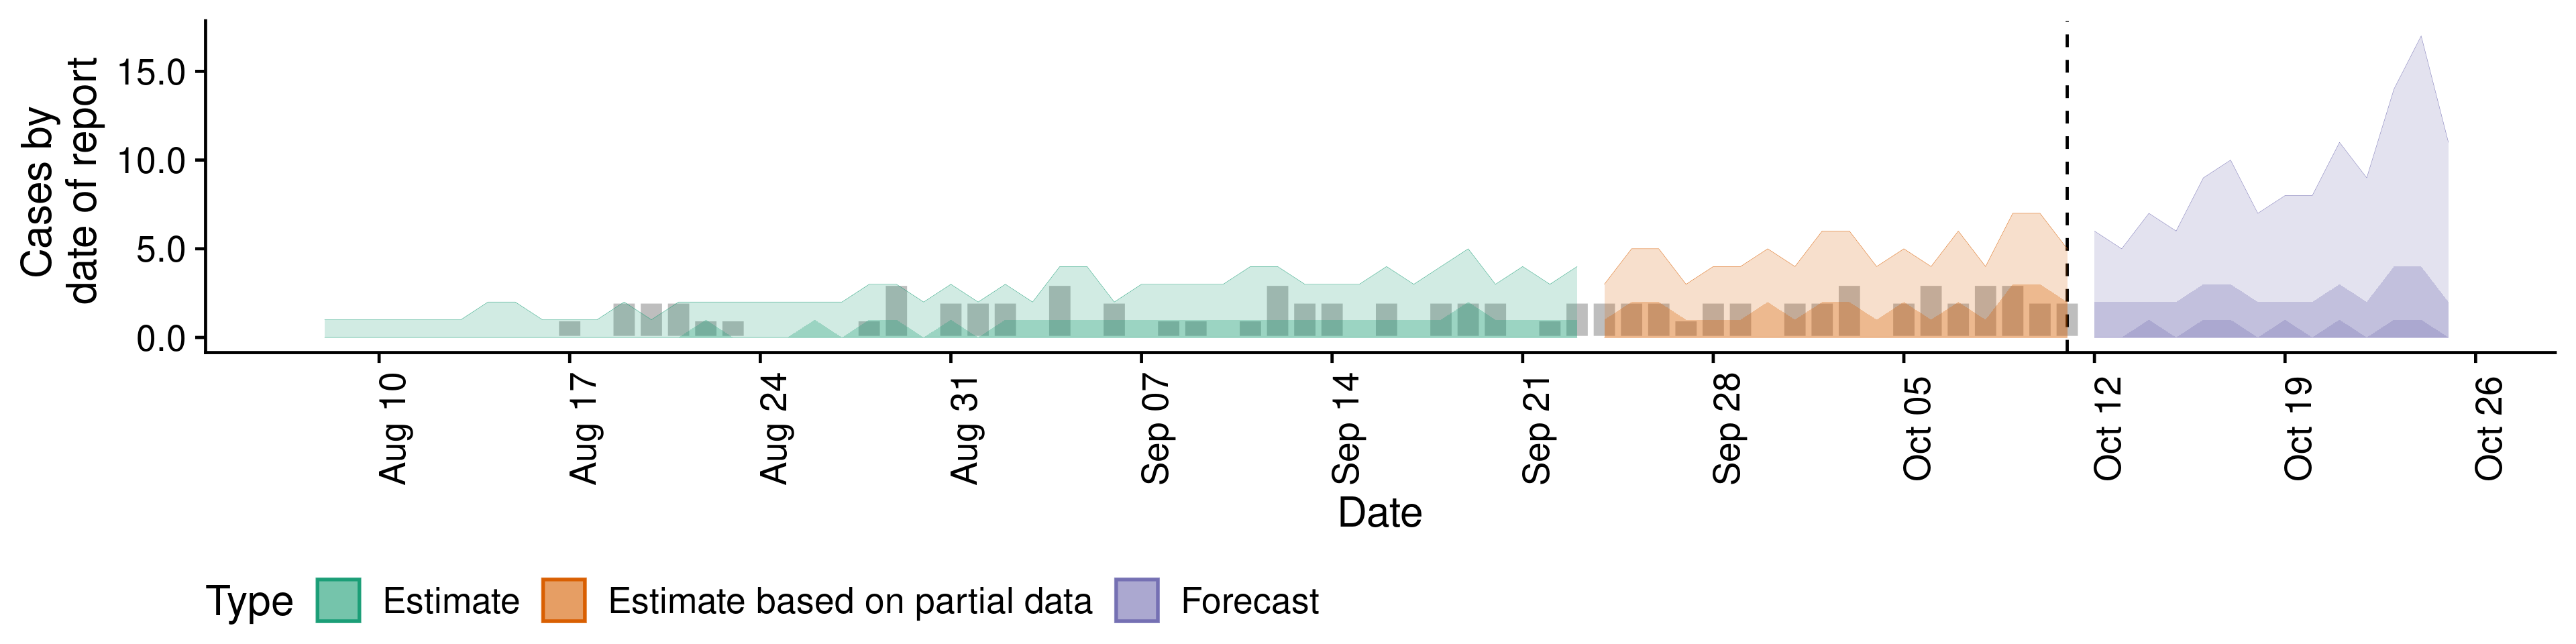 Cases by
date of report
15.0
10.0
5.0
0.0
Aug 10
Aug 17
Aug 24
Aug 31
Sep 07
Sep 14
Sep 21
Sep 28
Oct 05
Oct 12
Oct 19
Oct 26
Date
Type Estimate Estimate based on partial data Forecast